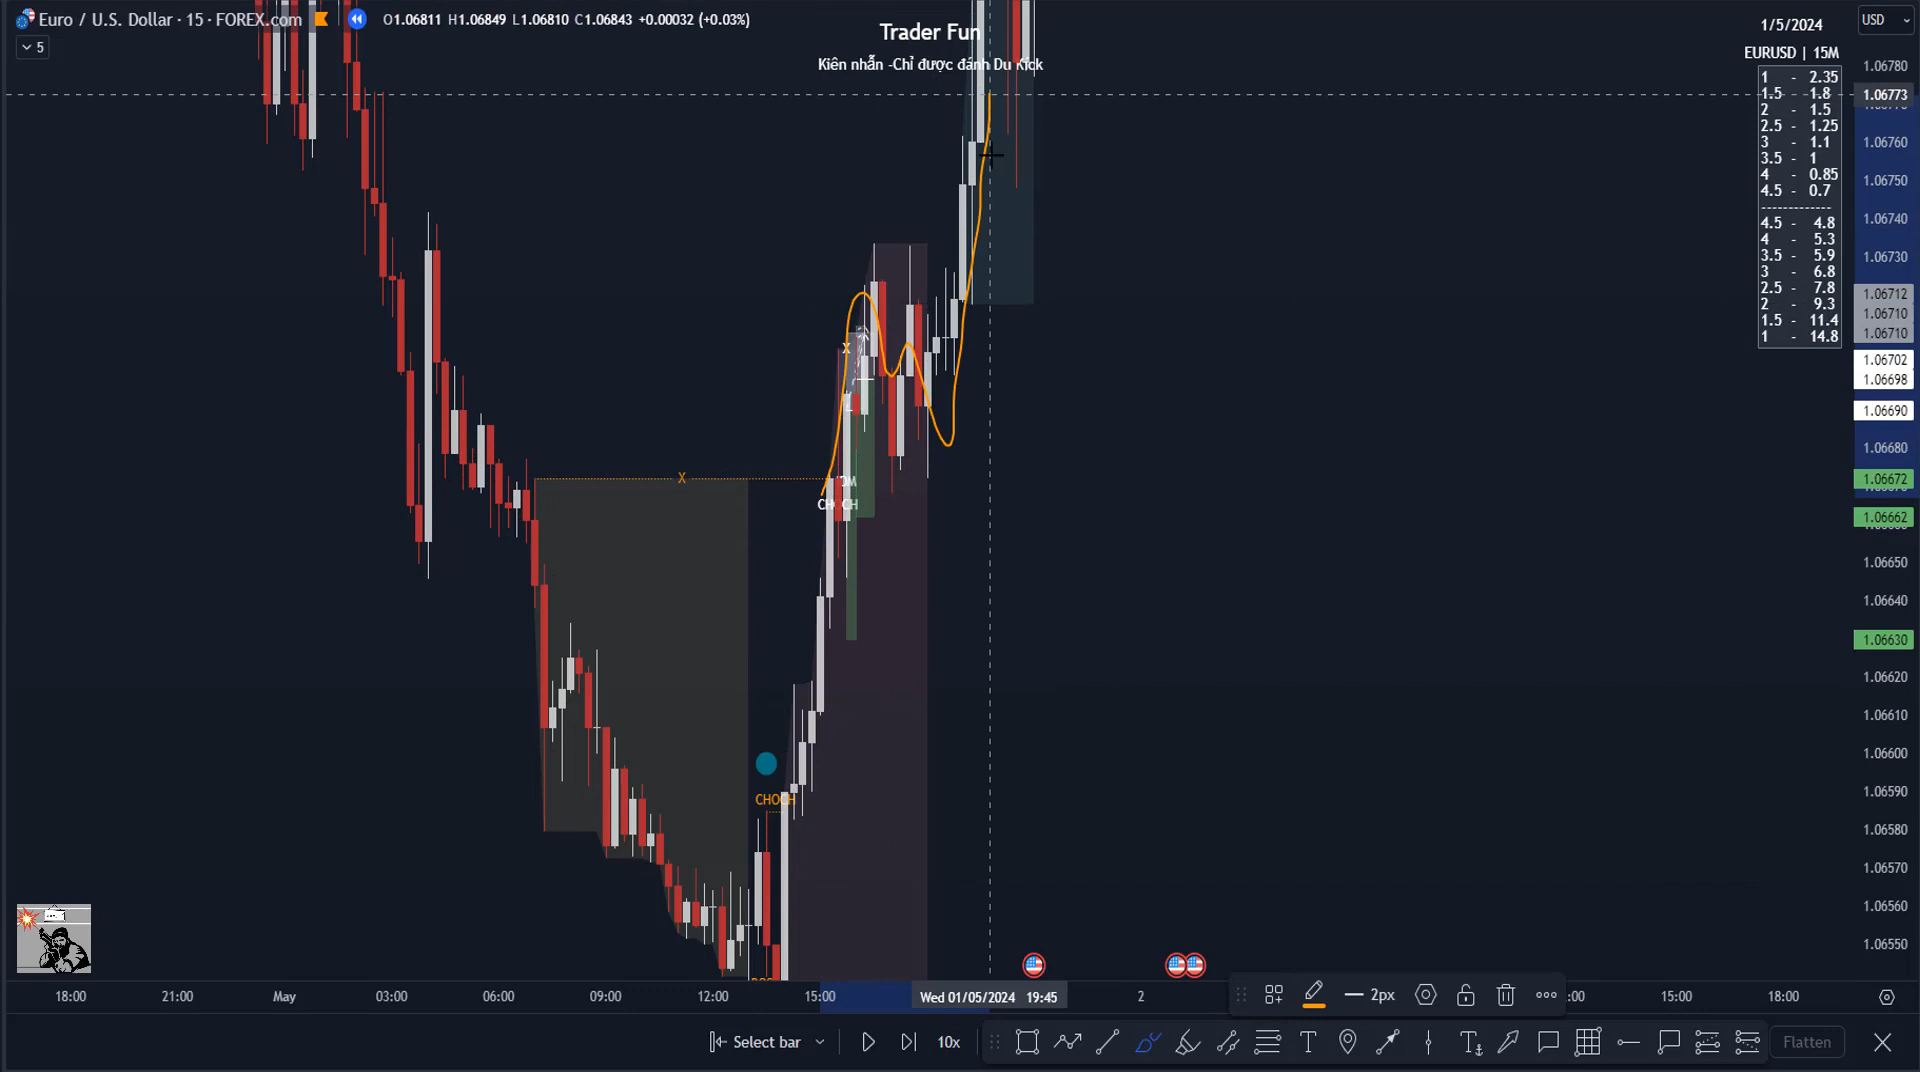 Euro / U.S. Dollar · 15 · FOREX.com
O1.06811 H1.06849 L1.06810 C1.06843 +0.00032 (+0.03%)
5
Trader Fun
Kiên nhẫn -Chỉ được đánh Du Kick
1/5/2024
EURUSD | 15M
1 - 2.35
1.5 - 1.8
2 - 1.5
2.5 - 1.25
3 - 1.1
3.5 - 1
4 - 0.85
4.5 - 0.7
--------------
4.5 - 4.8
4 - 5.3
3.5 - 5.9
3 - 6.8
2.5 - 7.8
2 - 9.3
1.5 - 11.4
1 - 14.8
USD
1.06780
1.06773
1.06760
1.06750
1.06740
1.06730
1.06712
1.06710
1.06710
1.06702
1.06698
1.06690
1.06680
1.06672
1.06662
1.06650
1.06640
1.06630
1.06620
1.06610
1.06600
1.06590
1.06580
1.06570
1.06560
1.06550
X
X
CHOCH
18:00 21:00 May 03:00 06:00 09:00 12:00 15:00 Wed 01/05/2024 19:45 2 15:00 18:00
2px
Select bar 10x
Flatten